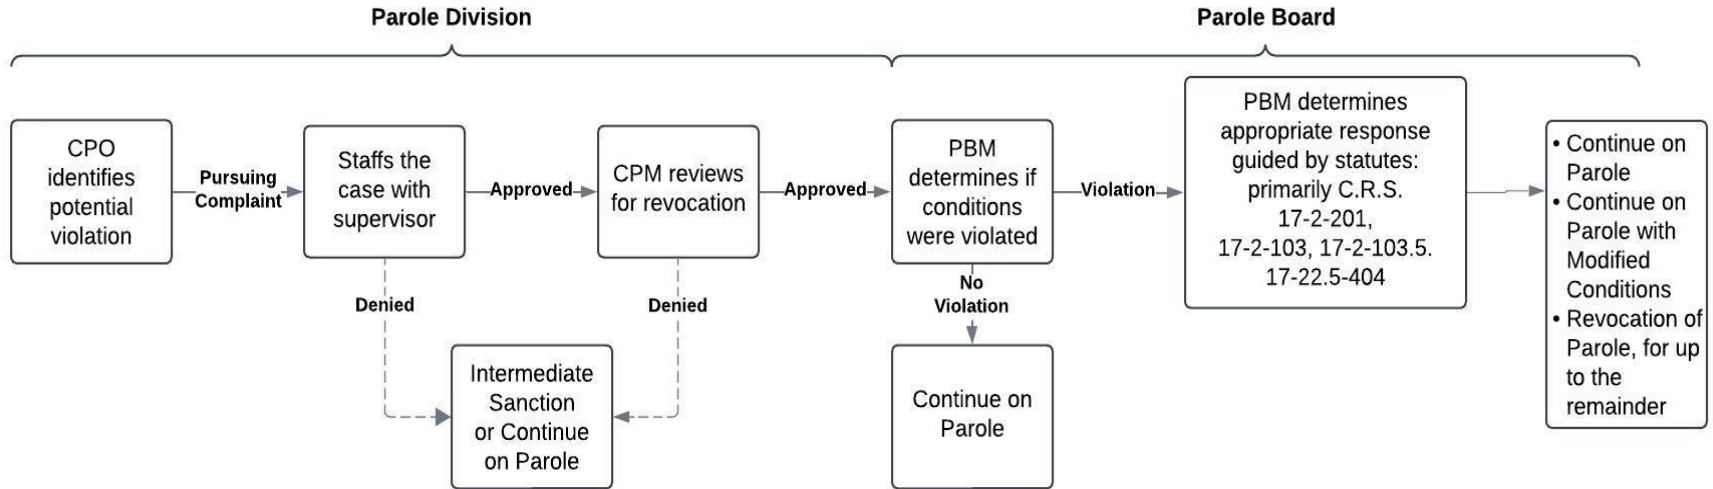 Parole Division
Parole Board
CPO
identifies
potential
violation
Pursuing
Complaint
Staffs the
case with
supervisor
Approved
CPM reviews
for revocation
Approved
PBM
determines if
conditions
were violated
Violation
PBM determines
appropriate response
guided by statutes:
primarily C.R.S.
17-2-201,
17-2-103, 17-2-103.5.
17-22.5-404
• Continue on
Parole
• Continue on
Parole with
Modified
Conditions
• Revocation of
Parole, for up
to the
remainder
Denied
Denied
No
Violation
Intermediate
Sanction
or Continue
on Parole
Continue on
Parole